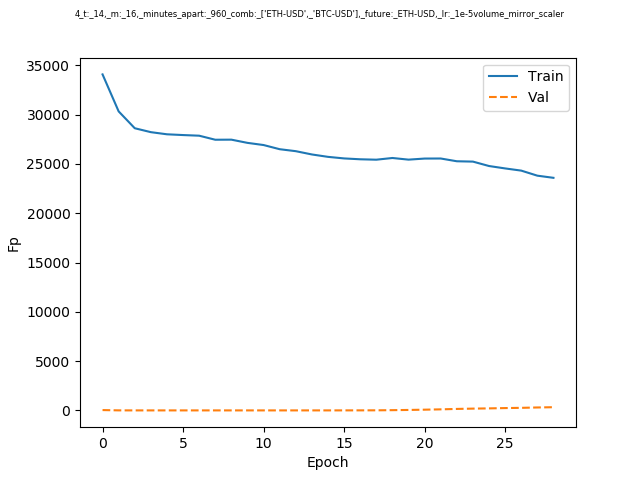 4_t:_14,_m:_16,_minutes_apart:_960_comb:_['ETH-USD',_'BTC-USD'],_future:_ETH-USD,_lr:_1e-5volume_mirror_scaler
35000
30000
25000
20000
15000
10000
5000
0
Fp
Train
Val
0 5 10 15 20 25
Epoch